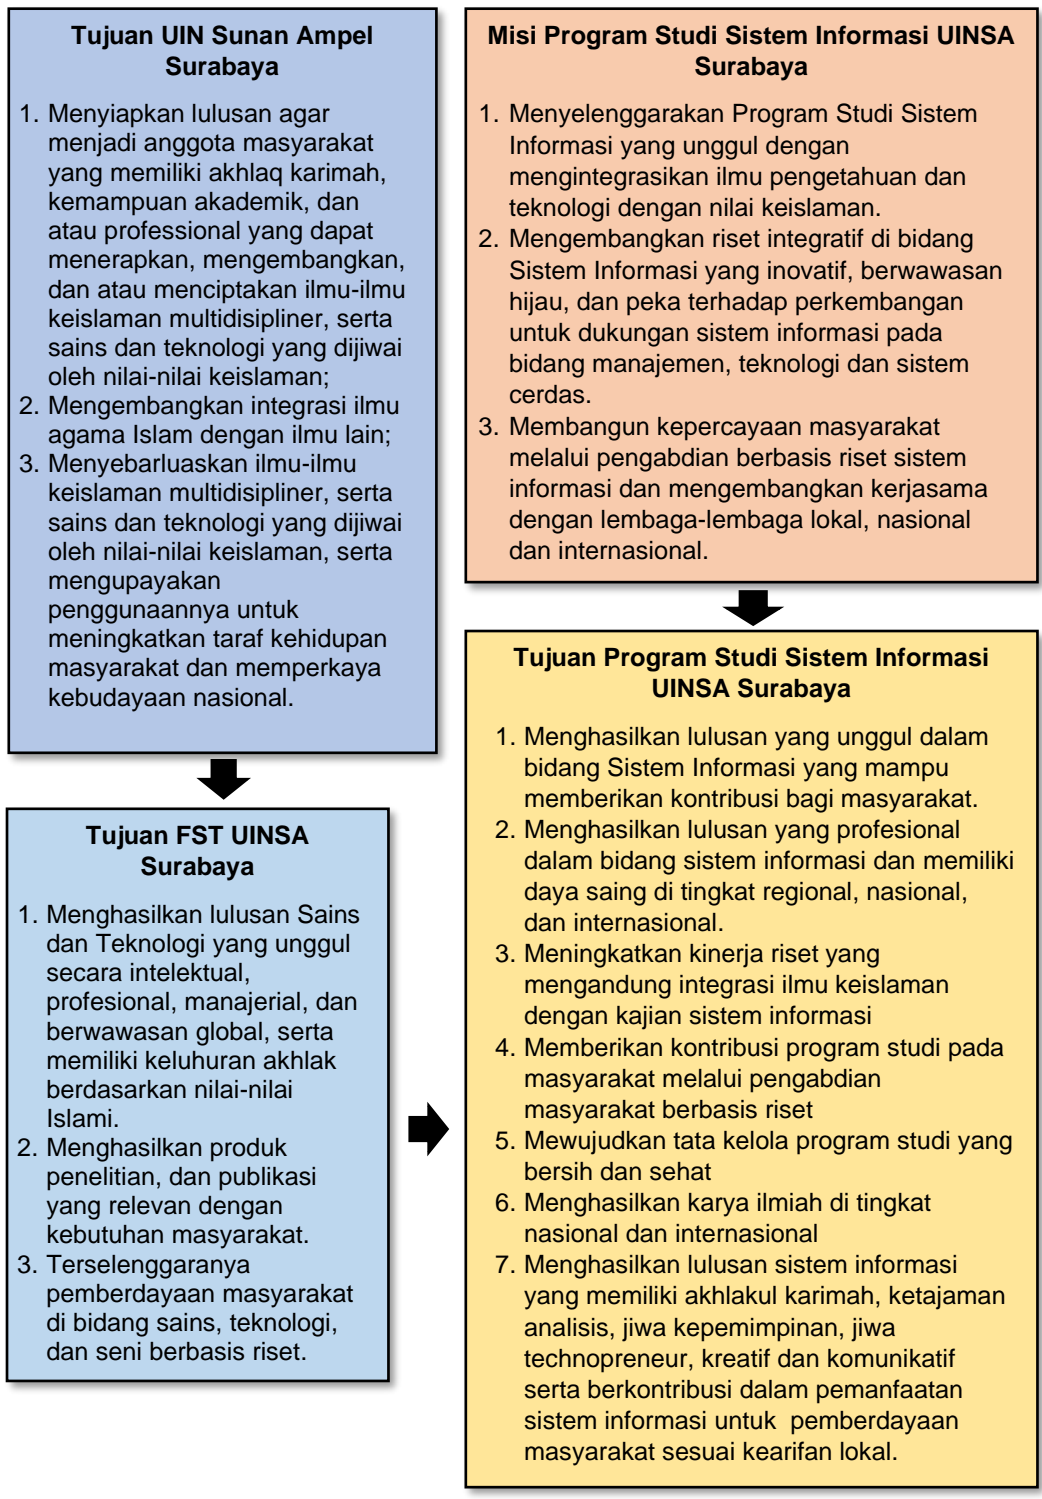 Tujuan UIN Sunan Ampel
Surabaya
1. Menyiapkan lulusan agar
menjadi anggota masyarakat
yang memiliki akhlaq karimah,
kemampuan akademik, dan
atau professional yang dapat
menerapkan, mengembangkan,
dan atau menciptakan ilmu-ilmu
keislaman multidisipliner, serta
sains dan teknologi yang dijiwai
oleh nilai-nilai keislaman;
2. Mengembangkan integrasi ilmu
agama Islam dengan ilmu lain;
3. Menyebarluaskan ilmu-ilmu
keislaman multidisipliner, serta
sains dan teknologi yang dijiwai
oleh nilai-nilai keislaman, serta
mengupayakan
penggunaannya untuk
meningkatkan taraf kehidupan
masyarakat dan memperkaya
kebudayaan nasional.
Tujuan FST UINSA
Surabaya
1. Menghasilkan lulusan Sains
dan Teknologi yang unggul
secara intelektual,
profesional, manajerial, dan
berwawasan global, serta
memiliki keluhuran akhlak
berdasarkan nilai-nilai
Islami.
2. Menghasilkan produk
penelitian, dan publikasi
yang relevan dengan
kebutuhan masyarakat.
3. Terselenggaranya
pemberdayaan masyarakat
di bidang sains, teknologi,
dan seni berbasis riset.
Misi Program Studi Sistem Informasi UINSA
Surabaya
1. Menyelenggarakan Program Studi Sistem
Informasi yang unggul dengan
mengintegrasikan ilmu pengetahuan dan
teknologi dengan nilai keislaman.
2. Mengembangkan riset integratif di bidang
Sistem Informasi yang inovatif, berwawasan
hijau, dan peka terhadap perkembangan
untuk dukungan sistem informasi pada
bidang manajemen, teknologi dan sistem
cerdas.
3. Membangun kepercayaan masyarakat
melalui pengabdian berbasis riset sistem
informasi dan mengembangkan kerjasama
dengan lembaga-lembaga lokal, nasional
dan internasional.
Tujuan Program Studi Sistem Informasi
UINSA Surabaya
1. Menghasilkan lulusan yang unggul dalam
bidang Sistem Informasi yang mampu
memberikan kontribusi bagi masyarakat.
2. Menghasilkan lulusan yang profesional
dalam bidang sistem informasi dan memiliki
daya saing di tingkat regional, nasional,
dan internasional.
3. Meningkatkan kinerja riset yang
mengandung integrasi ilmu keislaman
dengan kajian sistem informasi
4. Memberikan kontribusi program studi pada
masyarakat melalui pengabdian
masyarakat berbasis riset
5. Mewujudkan tata kelola program studi yang
bersih dan sehat
6. Menghasilkan karya ilmiah di tingkat
nasional dan internasional
7. Menghasilkan lulusan sistem informasi
yang memiliki akhlakul karimah, ketajaman
analisis, jiwa kepemimpinan, jiwa
technopreneur, kreatif dan komunikatif
serta berkontribusi dalam pemanfaatan
sistem informasi untuk pemberdayaan
masyarakat sesuai kearifan lokal.